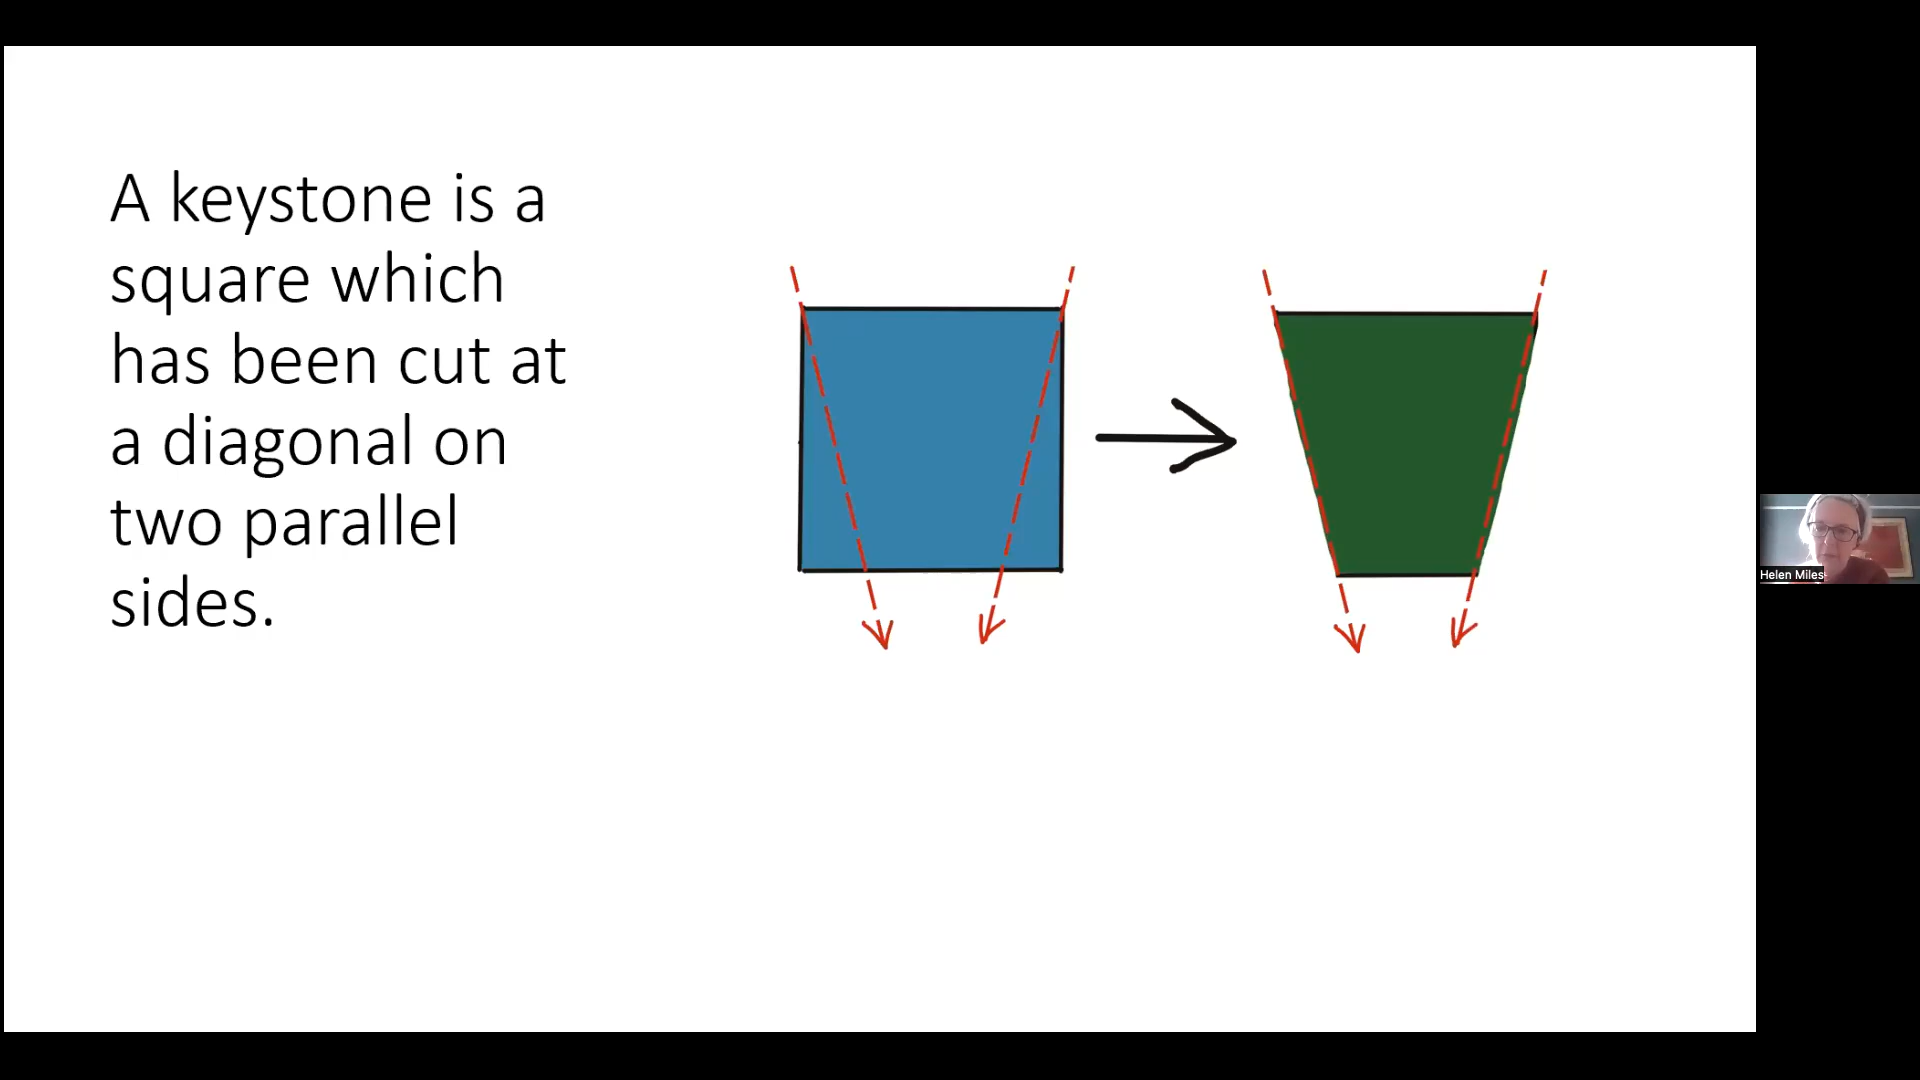 A keystone is a
square which
has been cut at
a diagonal on
two parallel
sides.
Helen Miles